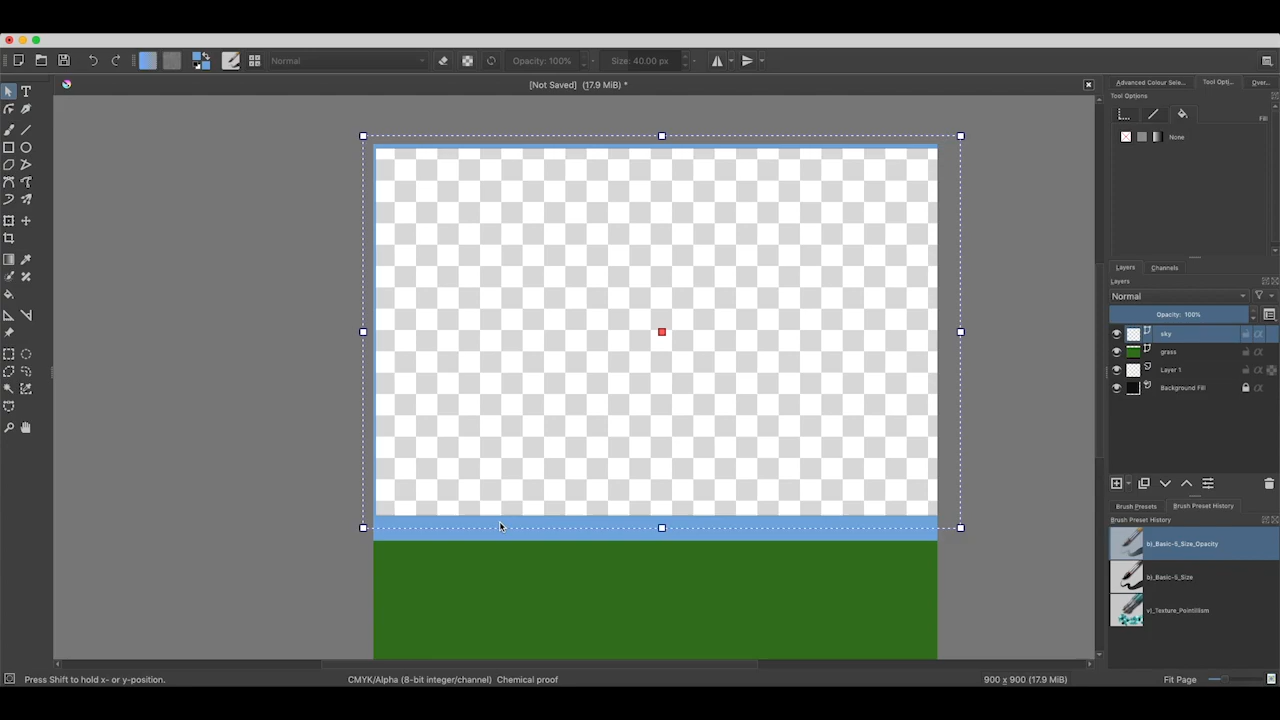 Normal
Opacity: 100%
Size: 40.00 px
[Not Saved] (17.9 MiB) *
Advanced Colour Sele...
Tool Opti...
Over...
Tool Options
Fill:
None
Layers
Channels
Layers
Normal
Opacity: 100%
sky
grass
Layer 1
Background Fill
Brush Presets
Brush Preset History
Brush Preset History
b)_Basic-5_Size_Opacity
b)_Basic-5_Size
v)_Texture_Pointillism
Press Shift to hold x- or y-position.
CMYK/Alpha (8-bit integer/channel) Chemical proof
900 x 900 (17.9 MiB)
Fit Page